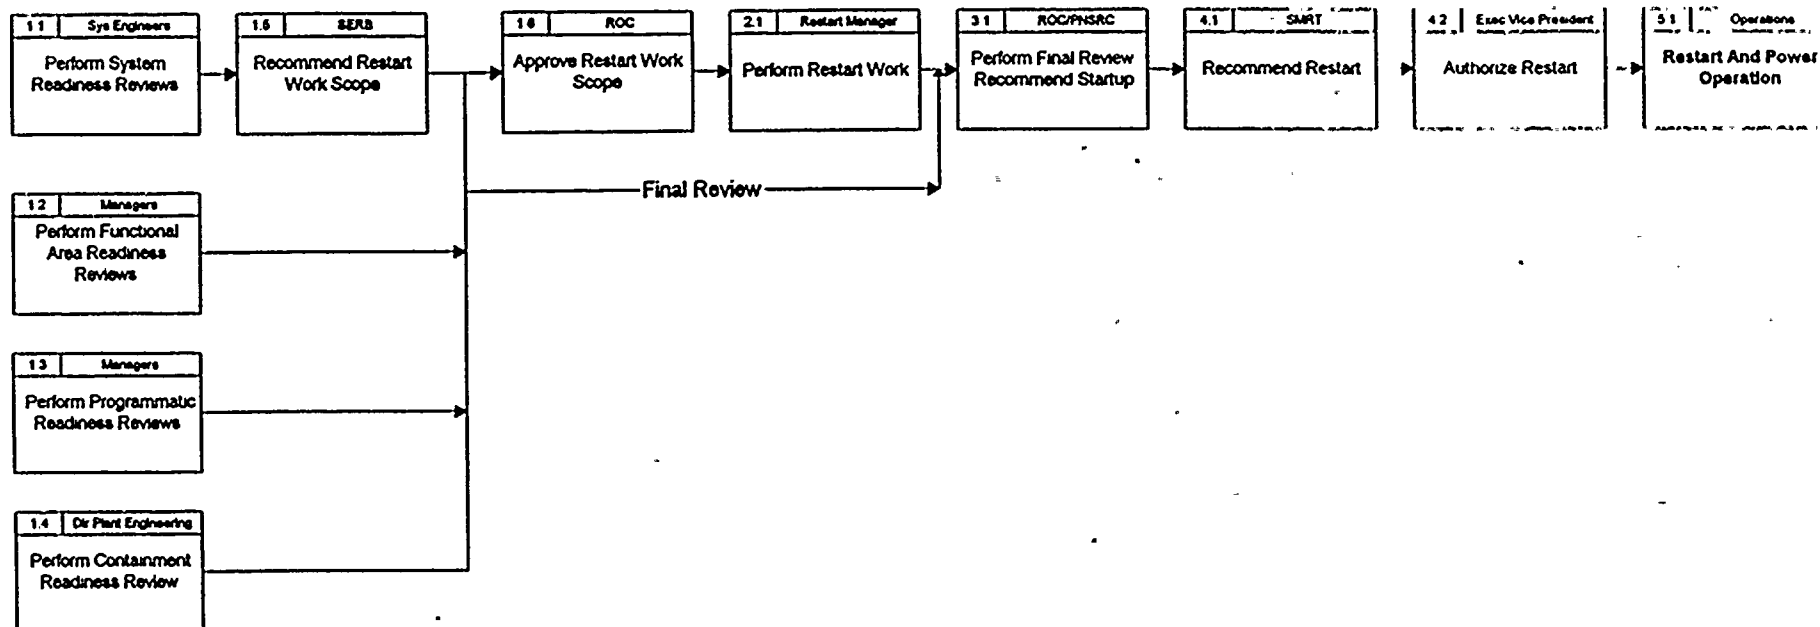 1.1 Sys Engineers
Perform System
Readiness Reviews
1.5 SERB
Recommend Restart
Work Scope
1.6 ROC
Approve Restart Work
Scope
2.1 Restart Manager
Perform Restart Work
3.1 ROC/PNSRC
Perform Final Review
Recommend Startup
4.1 SMRT
Recommend Restart
4.2 Exec Vice President
Authorize Restart
5.1 Operations
Restart And Power
Operation
Final Review
1.2 Managers
Perform Functional
Area Readiness
Reviews
1.3 Managers
Perform Programmatic
Readiness Reviews
1.4 Dir Plant Engineering
Perform Containment
Readiness Review